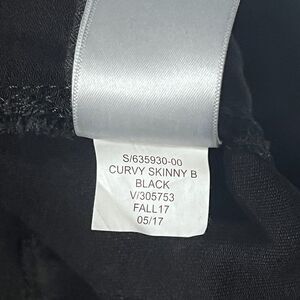 S/635930-00
CURVY SKINNY B
BLACK
V/305753
FALL17
05/17